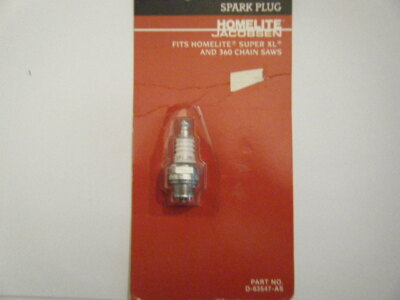 SPARK PLUG
HOMELITE
JACOBSEN
FITS HOMELITE® SUPER XL®
AND 360 CHAIN SAWS
PART NO.
D-63547-AS